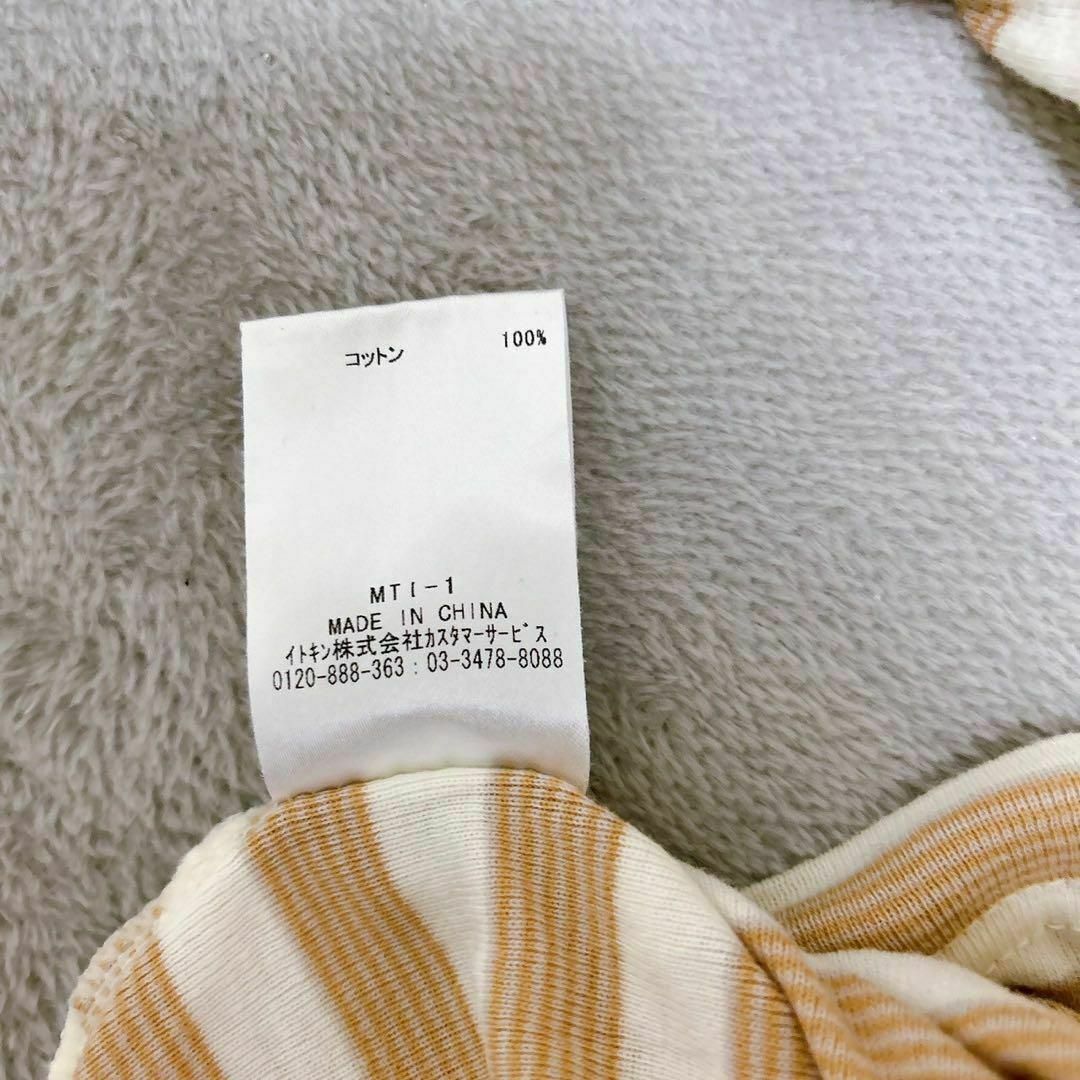 コットン 100%
MTI-1
MADE IN CHINA
イトキン株式会社ｶｽﾀﾏｰｻｰﾋﾞｽ
0120-888-363 : 03-3478-8088